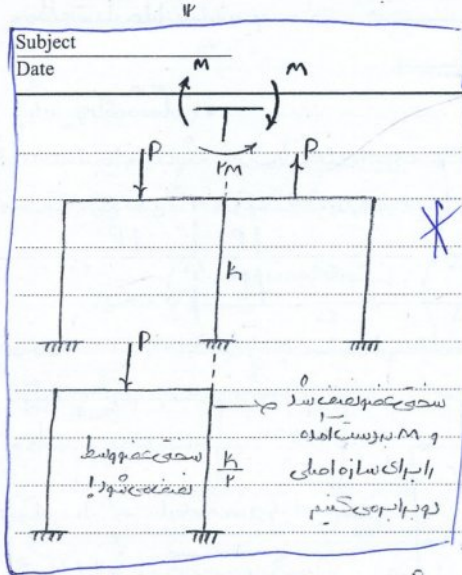 ۱۴
Subject
Date
M M
۲M
P P
k
P
سختی عضو نصف شد
و M بدست آمده
سختی عضو وسط k/۲ را برای سازه اصلی
نصف می‌شود! دو برابر می‌کنیم